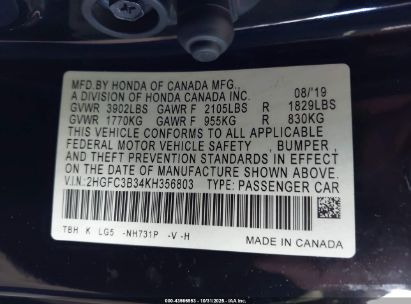 MFD.BY HONDA OF CANADA MFG.,
A DIVISION OF HONDA CANADA INC. 08/'19
GVWR 3902LBS GAWR F 2105LBS R 1829LBS
GVWR 1770KG GAWR F 955KG R 830KG
THIS VEHICLE CONFORMS TO ALL APPLICABLE
FEDERAL MOTOR VEHICLE SAFETY , BUMPER ,
AND THEFT PREVENTION STANDARDS IN EFFECT
ON THE DATE OF MANUFACTURE SHOWN ABOVE.
V.I.N:2HGFC3B34KH356803 TYPE: PASSENGER CAR
TBH K LG5 -NH731P -V -H
MADE IN CANADA